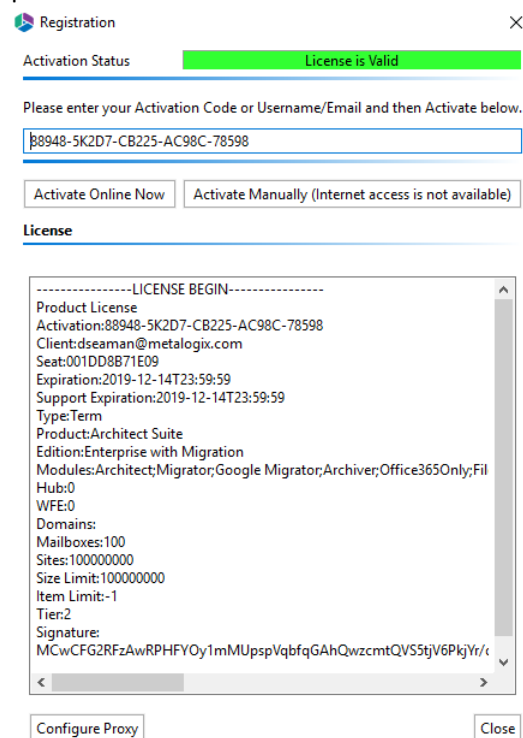 Registration
Activation Status
License is Valid
Please enter your Activation Code or Username/Email and then Activate below.
88948-5K2D7-CB225-AC98C-78598
Activate Online Now
Activate Manually (Internet access is not available)
License
----------------LICENSE BEGIN----------------
Product License
Activation:88948-5K2D7-CB225-AC98C-78598
Client:dseaman@metalogix.com
Seat:001DD8B71E09
Expiration:2019-12-14T23:59:59
Support Expiration:2019-12-14T23:59:59
Type:Term
Product:Architect Suite
Edition:Enterprise with Migration
Modules:Architect;Migrator;Google Migrator;Archiver;Office365Only;Fil
Hub:0
WFE:0
Domains:
Mailboxes:100
Sites:100000000
Size Limit:100000000
Item Limit:-1
Tier:2
Signature:
MCwCFG2RFzAwRPHFYOy1mMUpspVqbfqGAhQwzcmtQVS5tjV6PkjYr/
Configure Proxy
Close